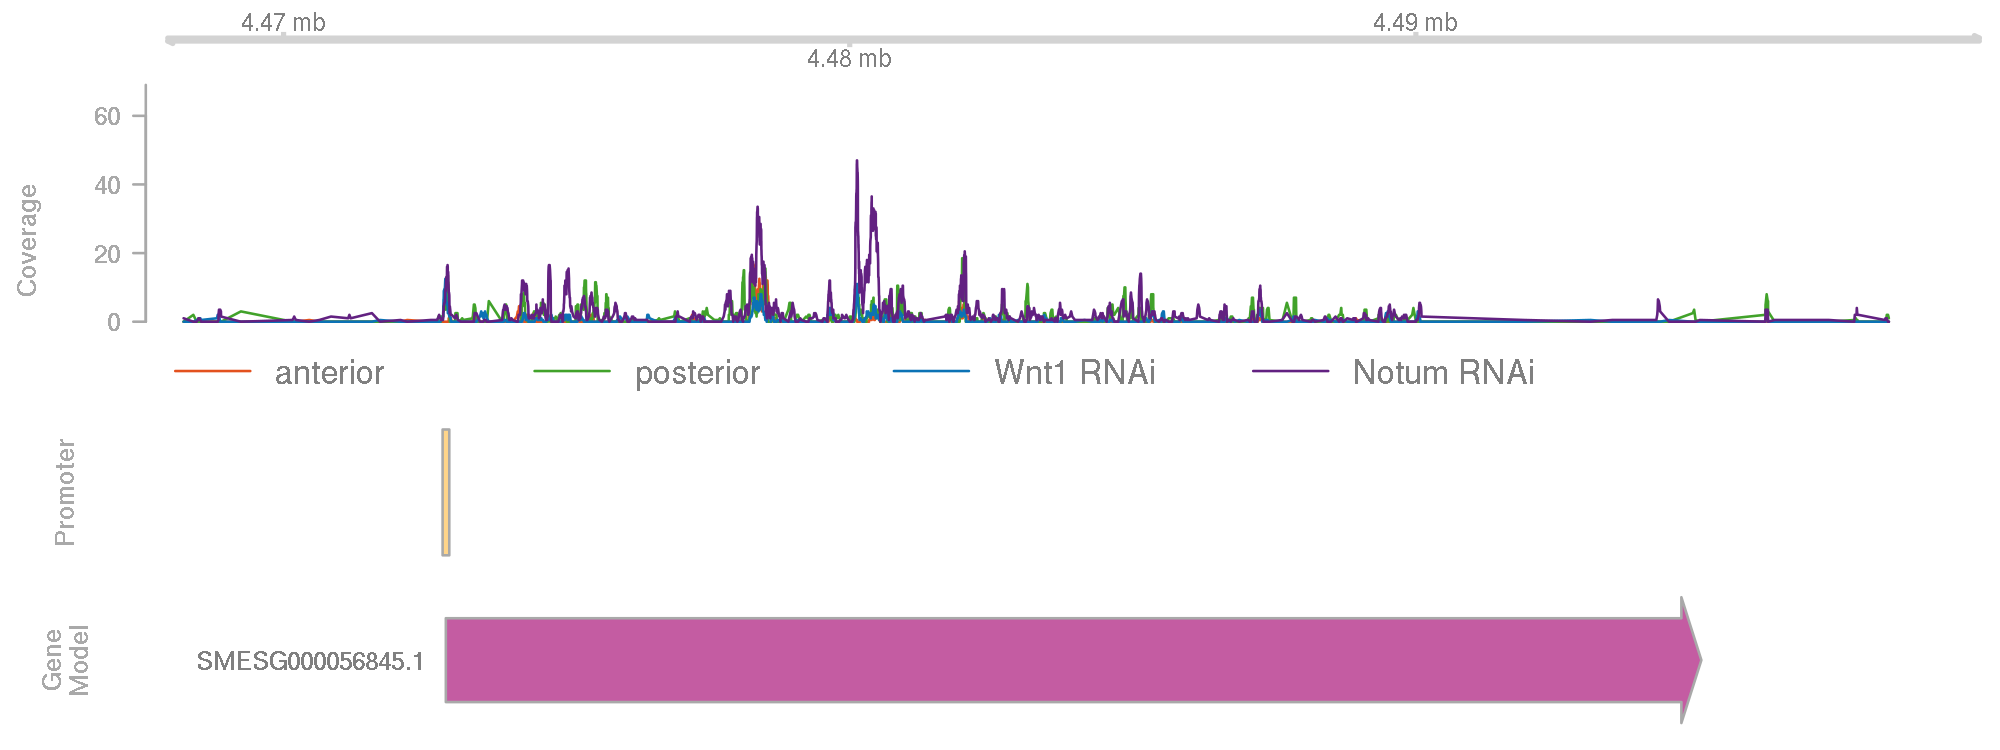 4.47 mb
4.49 mb
4.48 mb
Coverage
60
40
20
0
anterior
posterior
Wnt1 RNAi
Notum RNAi
Promoter
Gene
Model
SMESG000056845.1